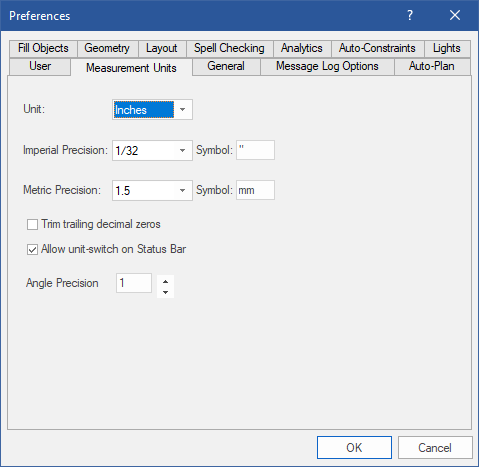 Preferences
?
Fill Objects Geometry Layout Spell Checking Analytics Auto-Constraints Lights
User Measurement Units General Message Log Options Auto-Plan
Unit: Inches
Imperial Precision: 1/32 Symbol: "
Metric Precision: 1.5 Symbol: mm
Trim trailing decimal zeros
Allow unit-switch on Status Bar
Angle Precision 1
OK Cancel